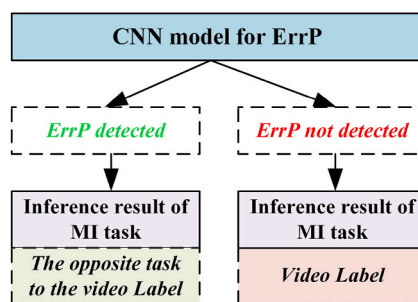 CNN model for ErrP
ErrP detected
ErrP not detected
Inference result of
MI task
The opposite task
to the video Label
Inference result of
MI task
Video Label